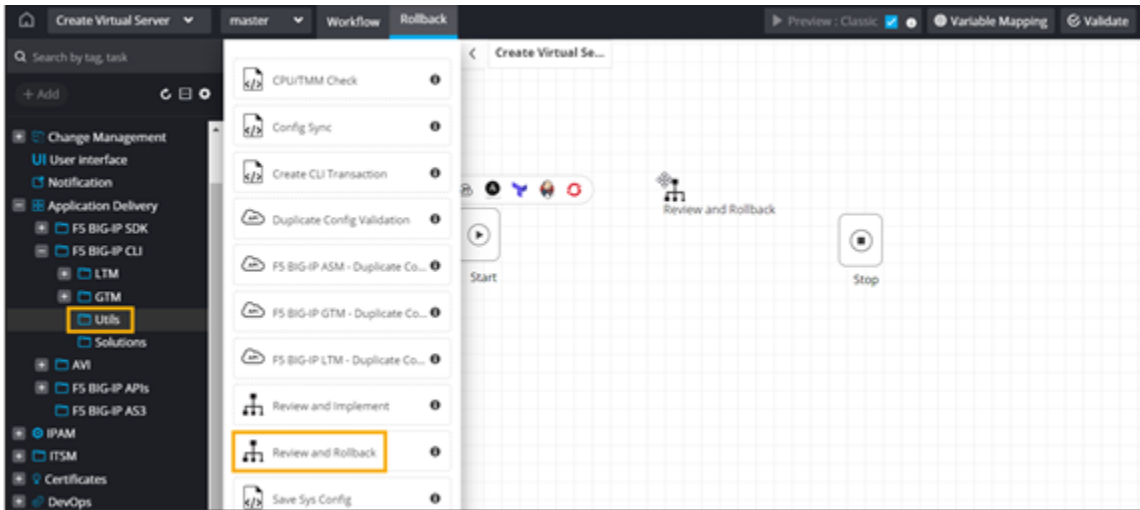 Create Virtual Server
master
Workflow
Rollback
Preview : Classic
Variable Mapping
Validate
Search by tag, task
+ Add
Change Management
UI User interface
Notification
Application Delivery
F5 BIG-IP SDK
F5 BIG-IP CLI
LTM
GTM
Utils
Solutions
AVI
F5 BIG-IP APIs
F5 BIG-IP AS3
IPAM
ITSM
Certificates
DevOps
CPU/TMM Check
Config Sync
Create CLI Transaction
Duplicate Config Validation
F5 BIG-IP ASM - Duplicate Co...
F5 BIG-IP GTM - Duplicate Co...
F5 BIG-IP LTM - Duplicate Co...
Review and Implement
Review and Rollback
Save Sys Config
Create Virtual Se...
Start
Review and Rollback
Stop